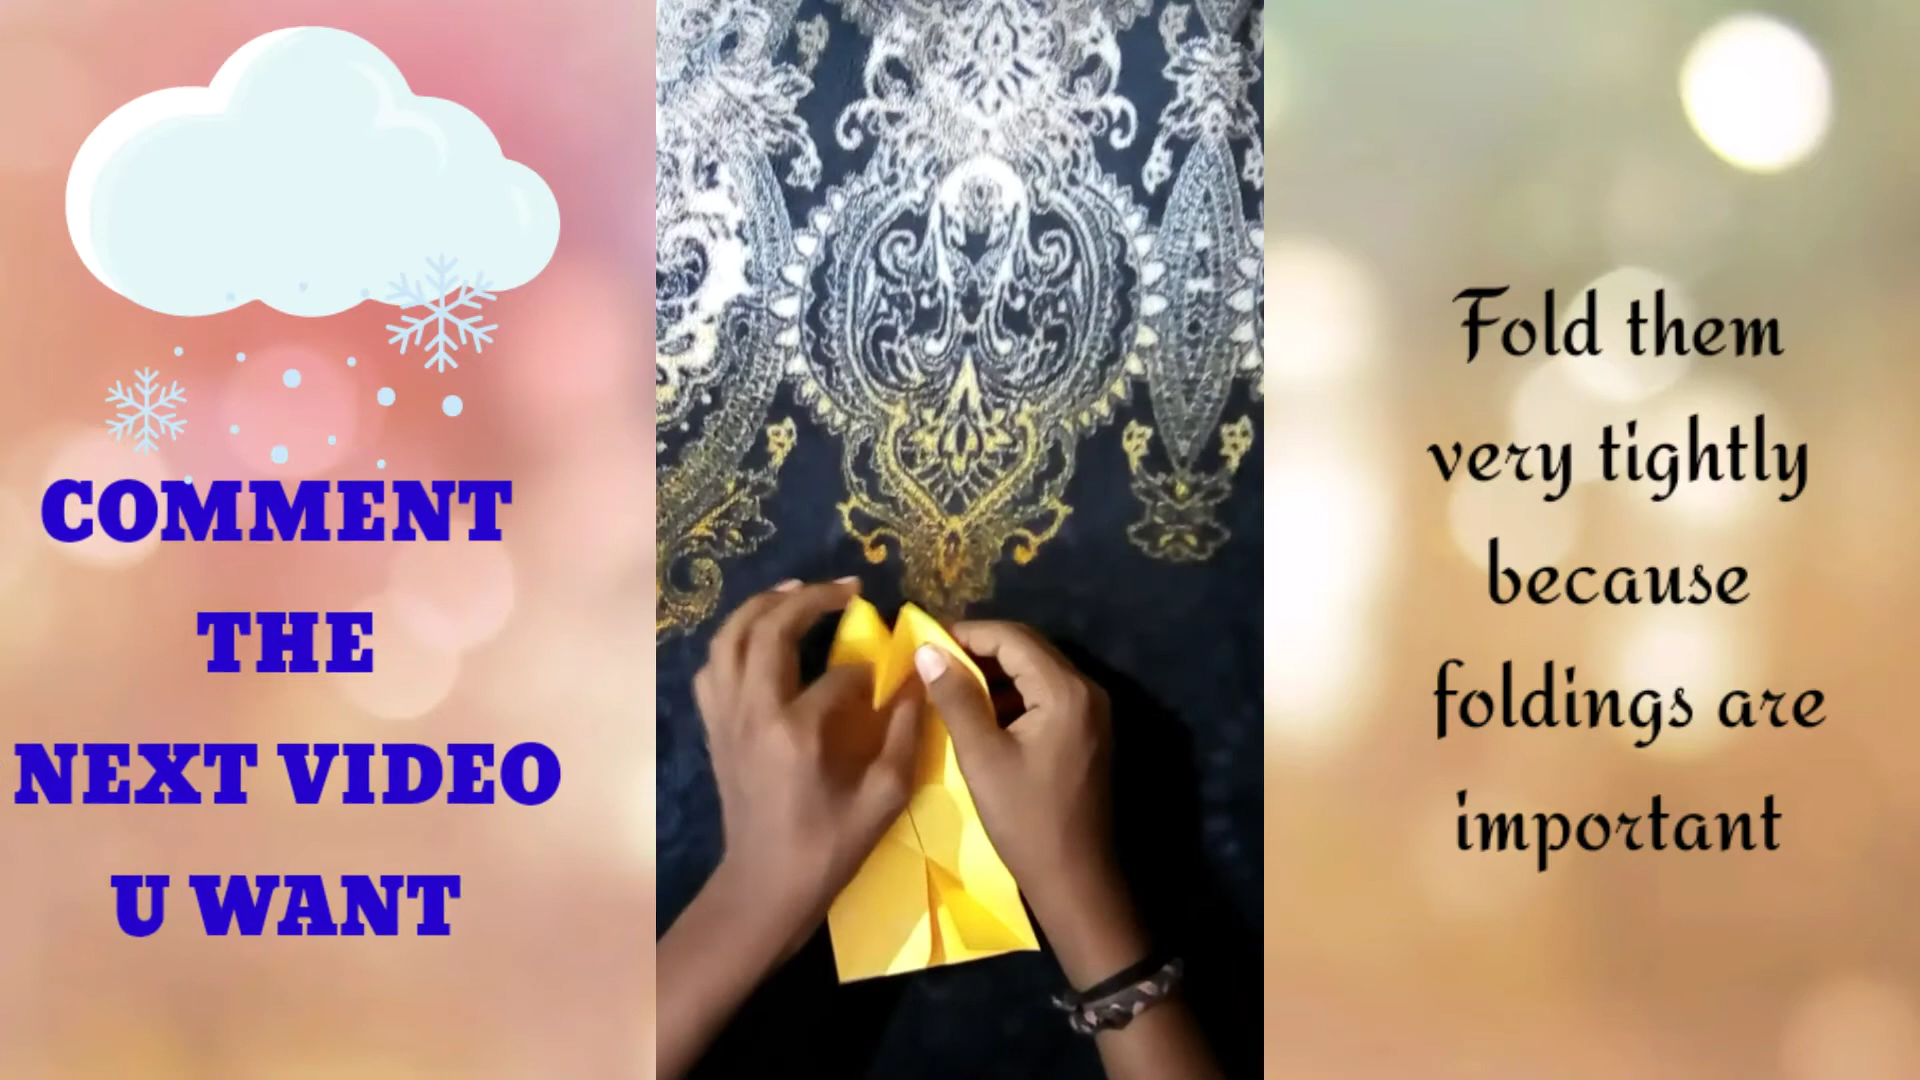 COMMENT
THE
NEXT VIDEO
U WANT
Fold them
very tightly
because
foldings are
important